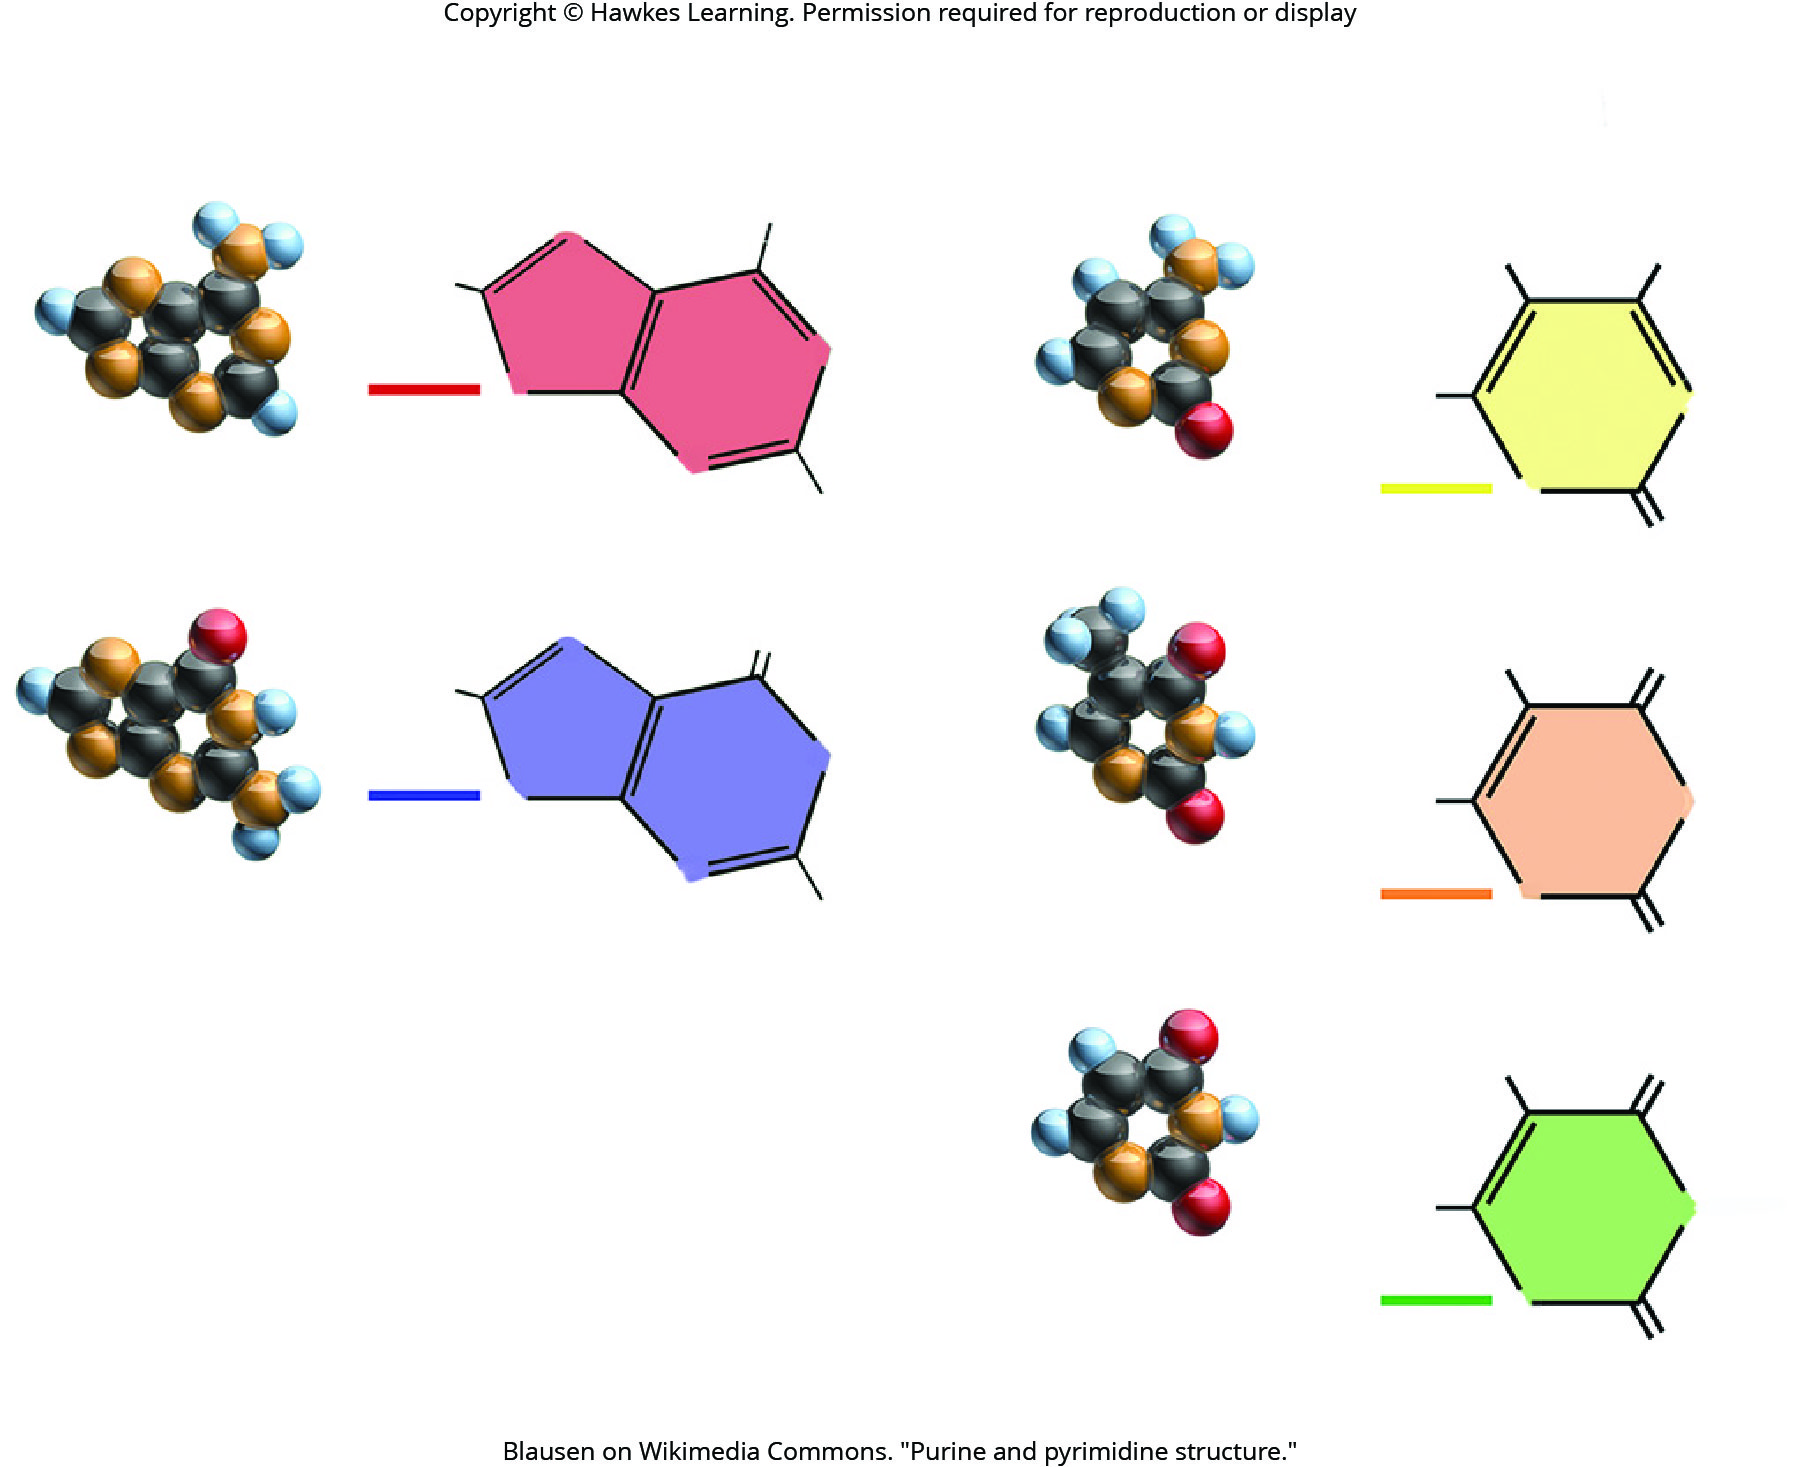 Copyright © Hawkes Learning. Permission required for reproduction or display
Blausen on Wikimedia Commons. "Purine and pyrimidine structure."